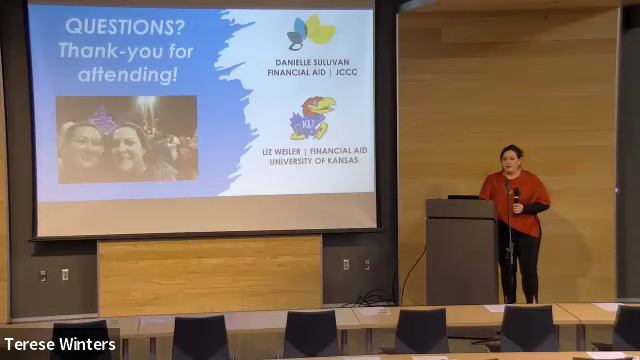 QUESTIONS?
Thank-you for
attending!
DANIELLE SULLIVAN
FINANCIAL AID | JCCC
KU
LIZ WEILER | FINANCIAL AID
UNIVERSITY OF KANSAS
Terese Winters